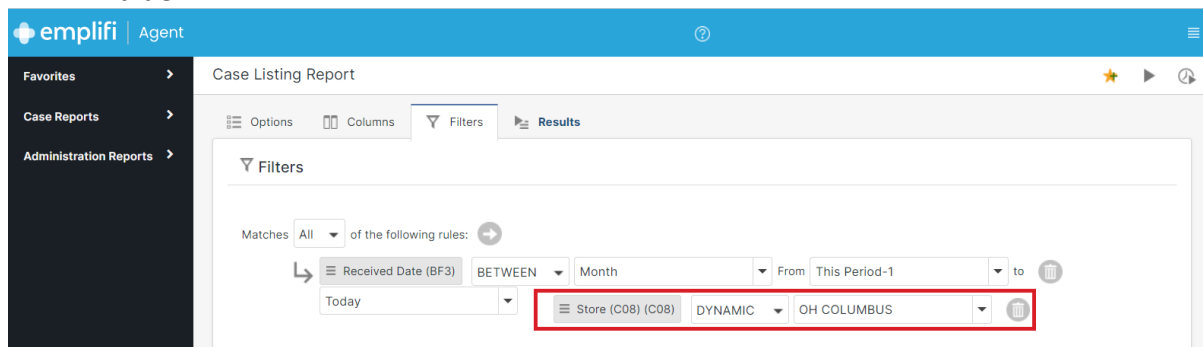 emplifi | Agent
Favorites
Case Reports
Administration Reports
Case Listing Report
Options Columns Filters Results
Filters
Matches All of the following rules:
Received Date (BF3) BETWEEN Month From This Period-1 to
Today Store (C08) (C08) DYNAMIC OH COLUMBUS